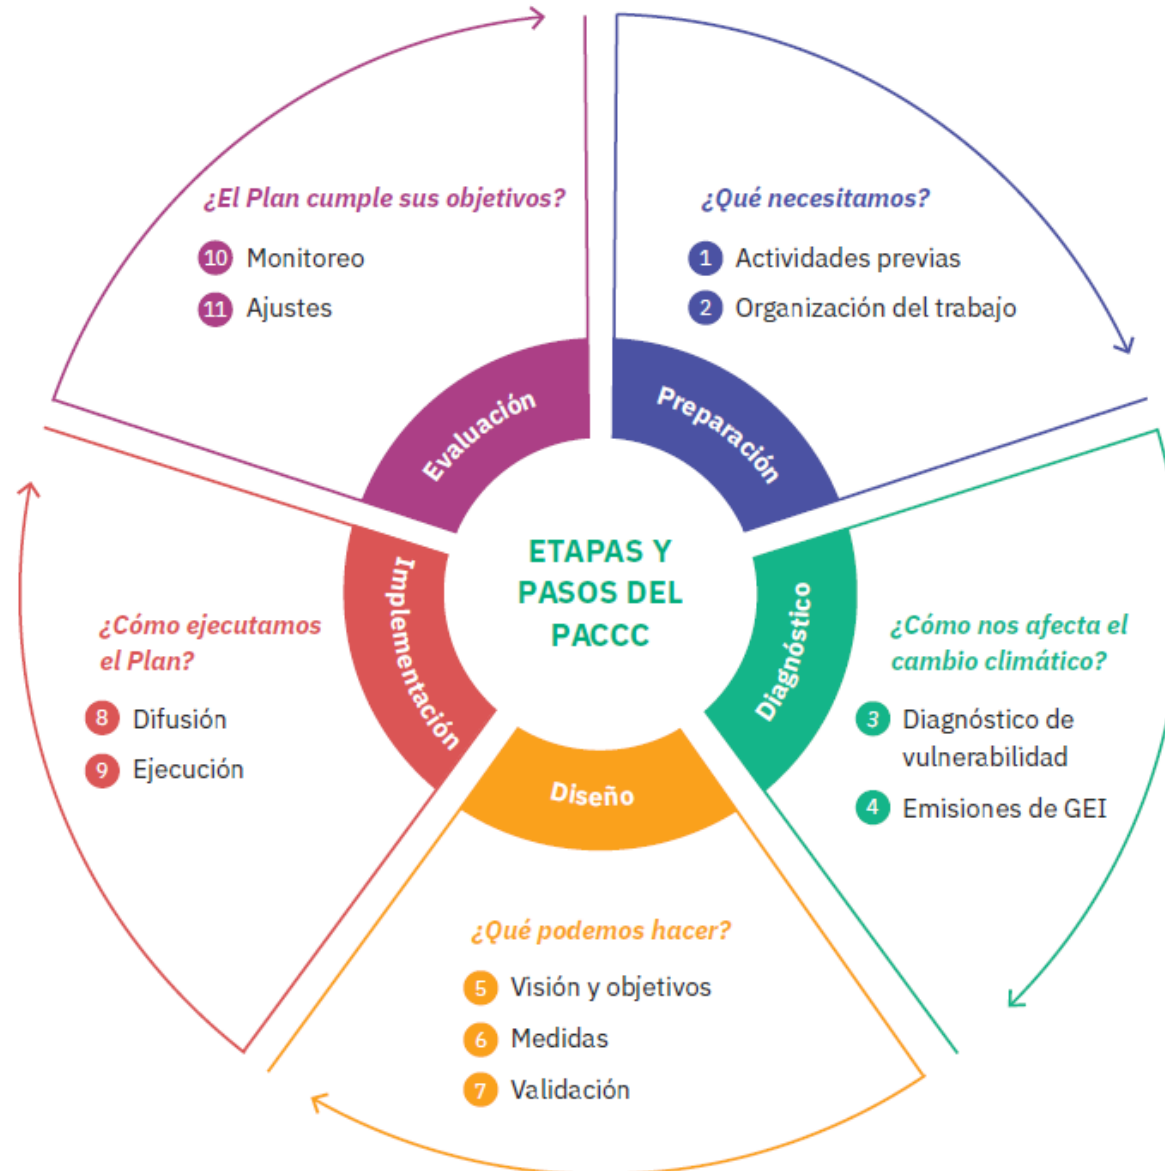 ETAPAS Y
PASOS DEL
PACCC
Preparación
¿Qué necesitamos?
1 Actividades previas
2 Organización del trabajo
Diagnóstico
¿Cómo nos afecta el
cambio climático?
3 Diagnóstico de
vulnerabilidad
4 Emisiones de GEI
Diseño
¿Qué podemos hacer?
5 Visión y objetivos
6 Medidas
7 Validación
Implementación
¿Cómo ejecutamos
el Plan?
8 Difusión
9 Ejecución
Evaluación
¿El Plan cumple sus objetivos?
10 Monitoreo
11 Ajustes